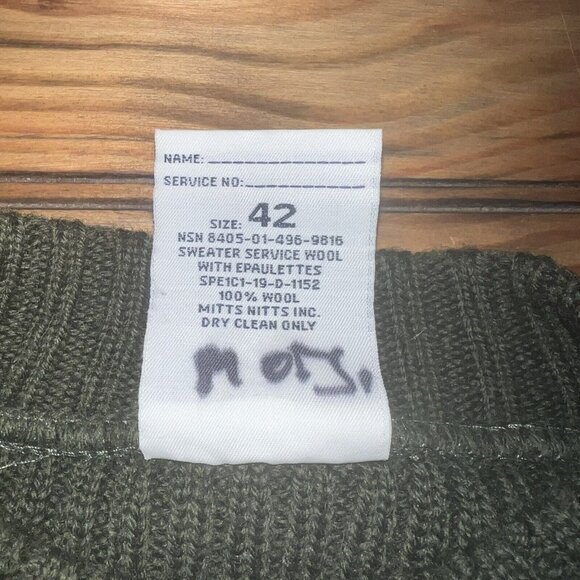 NAME:
SERVICE NO:
SIZE: 42
NSN 8405-01-496-9816
SWEATER SERVICE WOOL
WITH EPAULETTES
SPE1C1-19-D-1152
100% WOOL
MITTS NITTS INC.
DRY CLEAN ONLY